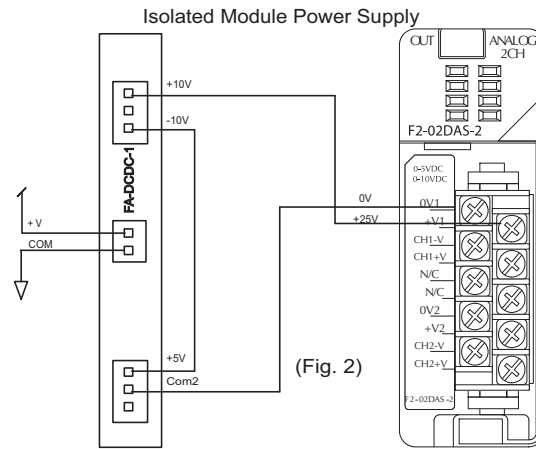 Isolated Module Power Supply
+10V
-10V
FA-DCDC-1
+V
COM
+5V
Com2
0V
+25V
(Fig. 2)
OUT
ANALOG
2CH
F2-02DAS-2
0-5VDC
0-10VDC
0V1
+V1
CH1-V
CH1+V
N/C
N/C
0V2
+V2
CH2-V
CH2+V
F2-02DAS-2